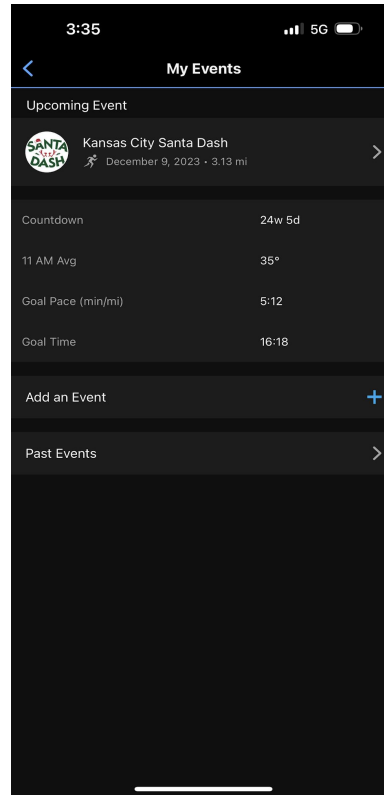 3:35 5G
My Events
Upcoming Event
SANTA DASH
Kansas City Santa Dash
December 9, 2023 • 3.13 mi
Countdown 24w 5d
11 AM Avg 35°
Goal Pace (min/mi) 5:12
Goal Time 16:18
Add an Event +
Past Events